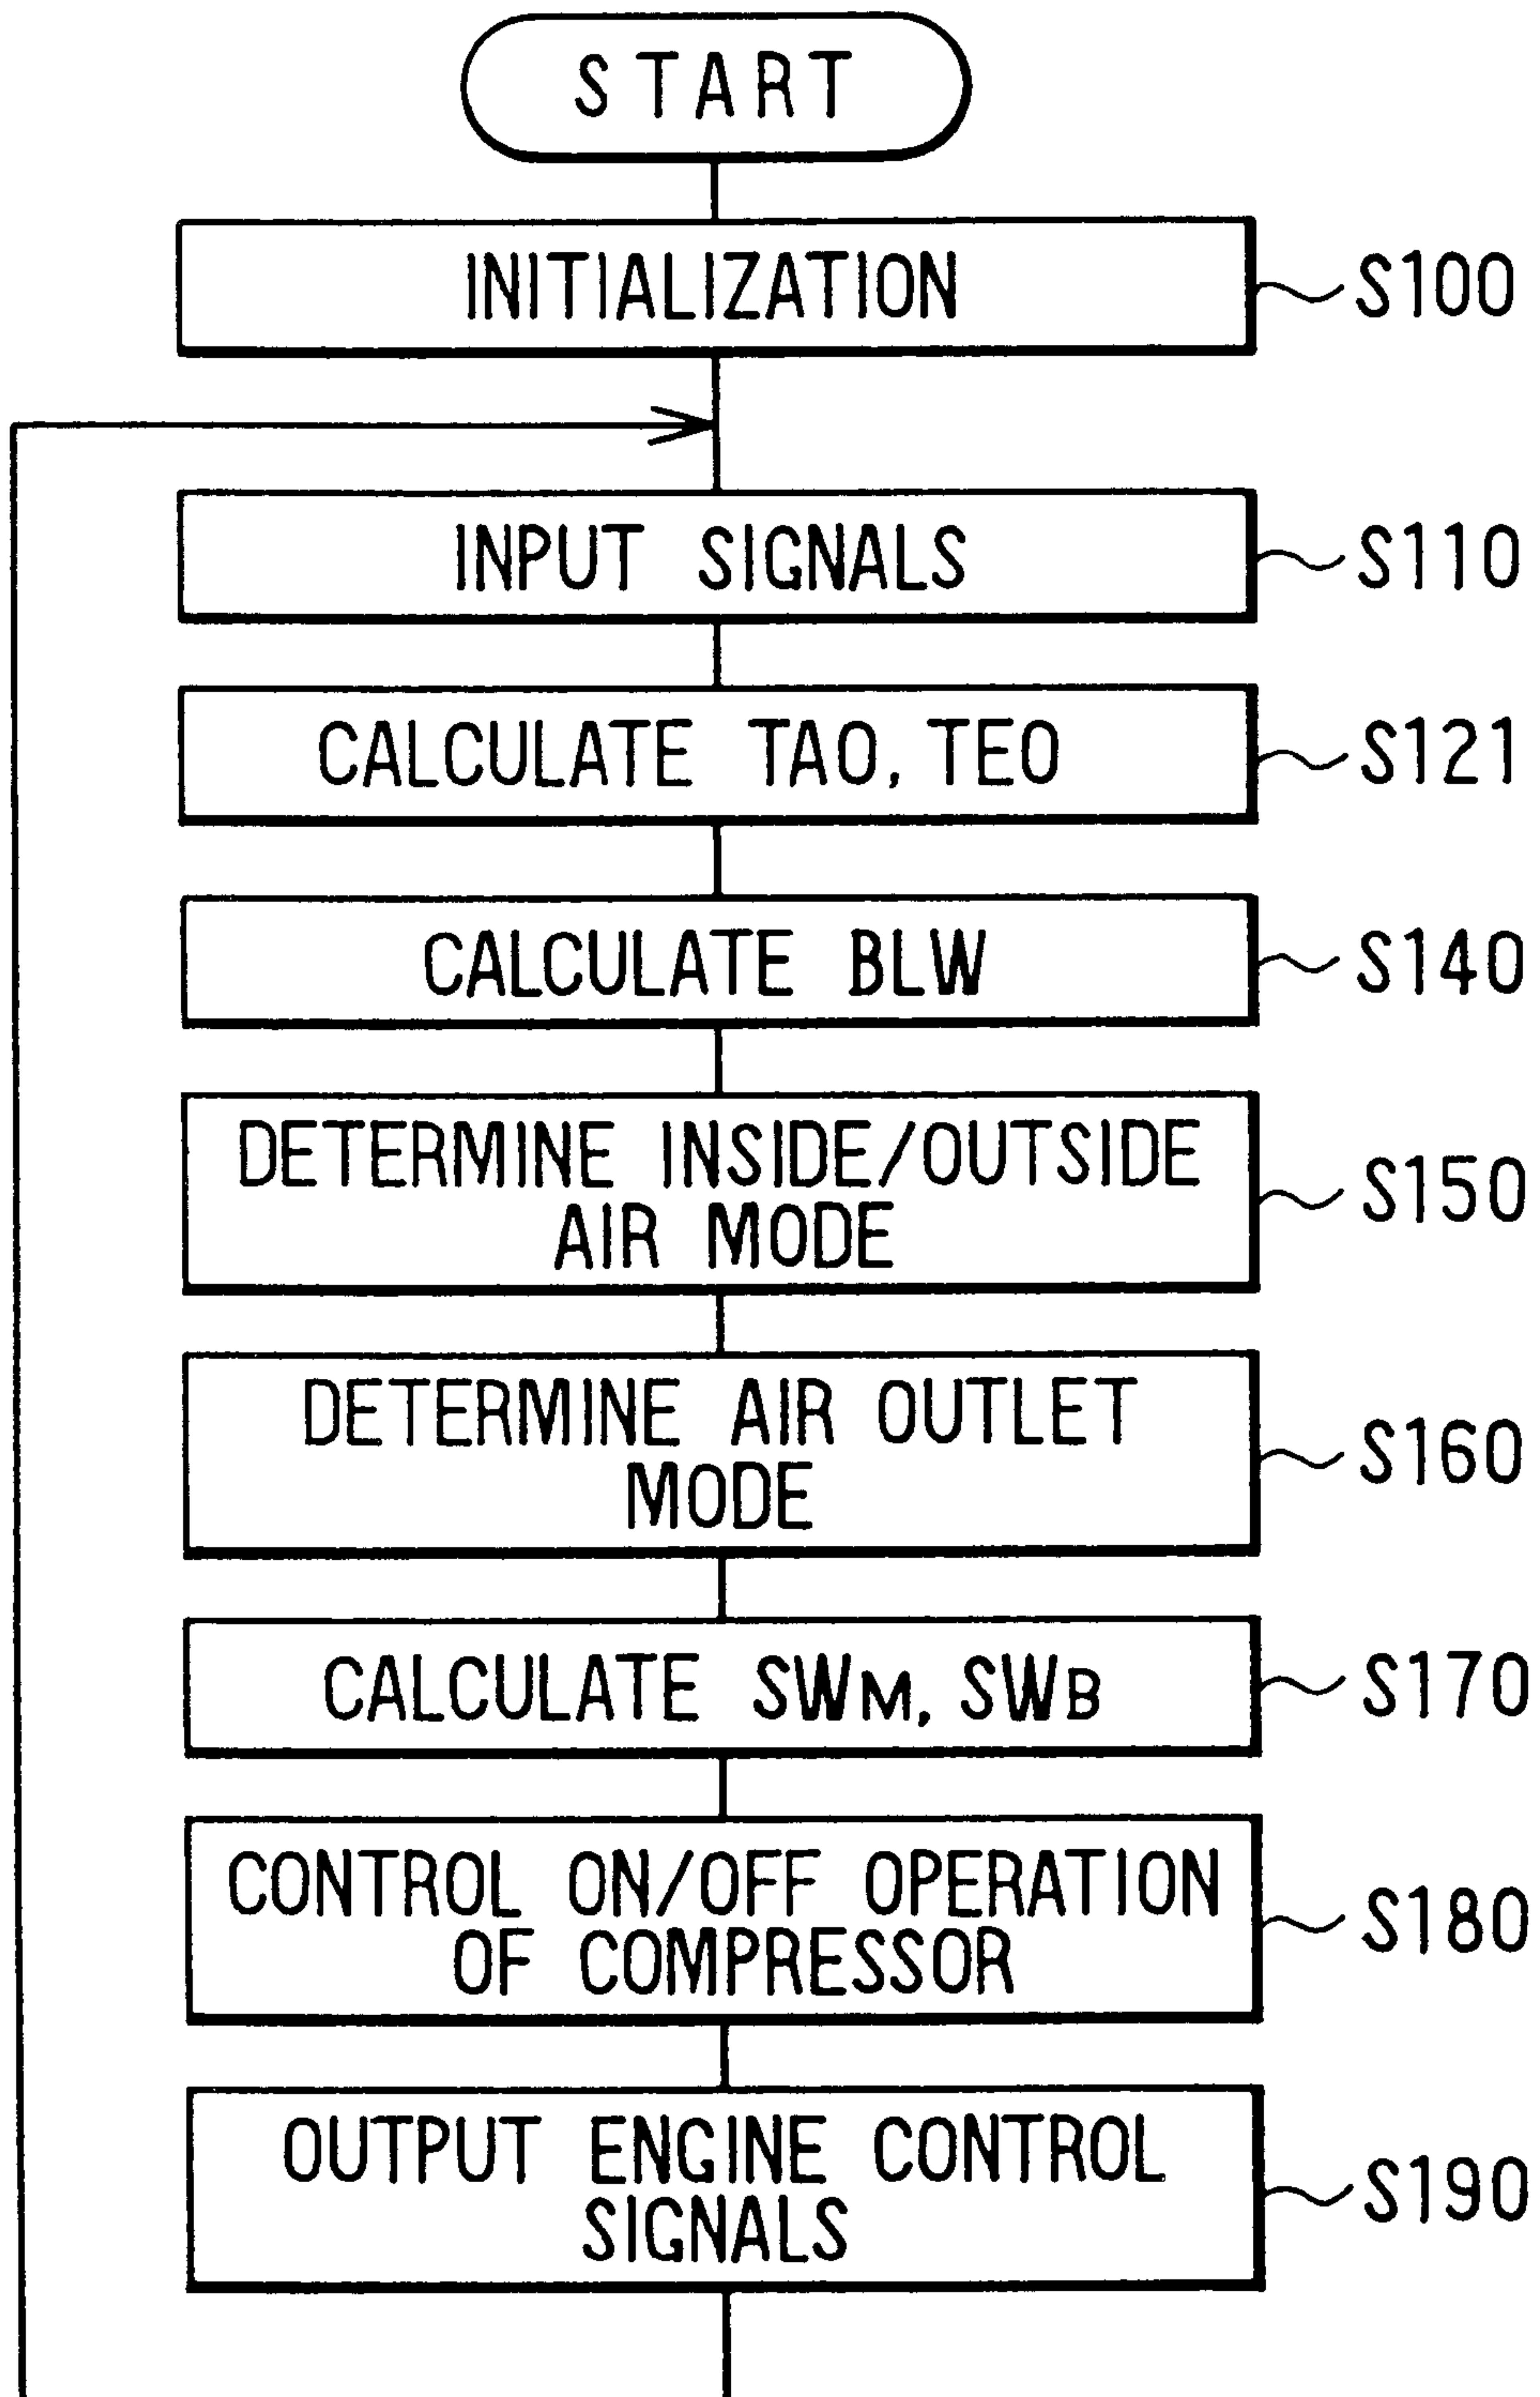 START
INITIALIZATION
S100
INPUT SIGNALS
S110
CALCULATE TAO, TEO
S121
CALCULATE BLW
S140
DETERMINE INSIDE/OUTSIDE
AIR MODE
S150
DETERMINE AIR OUTLET
MODE
S160
CALCULATE SWM, SWB
S170
CONTROL ON/OFF OPERATION
OF COMPRESSOR
S180
OUTPUT ENGINE CONTROL
SIGNALS
S190